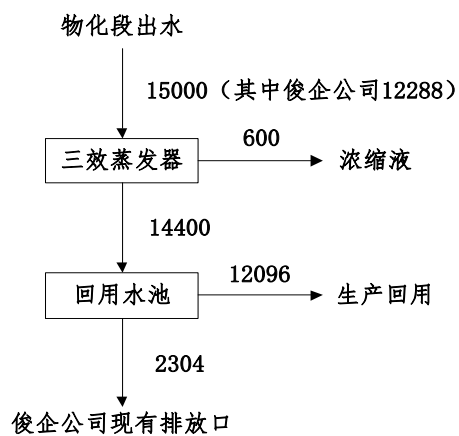 物化段出水
15000（其中俊企公司12288）
600
三效蒸发器
浓缩液
14400
12096
回用水池
生产回用
2304
俊企公司现有排放口